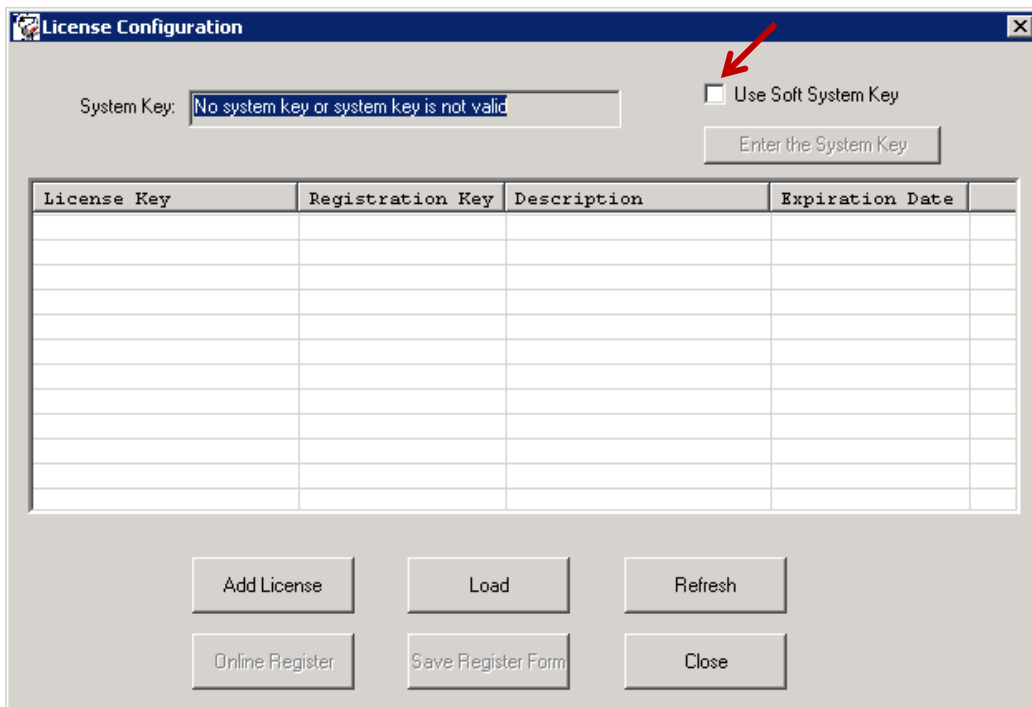 License Configuration
Use Soft System Key
System Key: No system key or system key is not valid
Enter the System Key
License Key Registration Key Description Expiration Date
Add License Load Refresh
Online Register Save Register Form Close